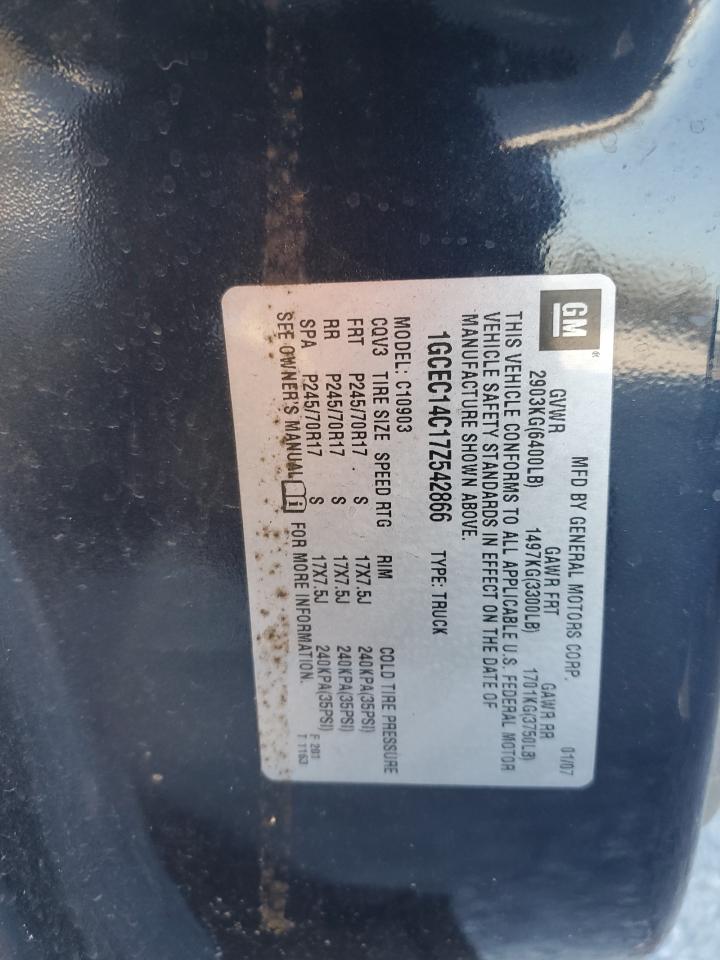 GM
MFD BY GENERAL MOTORS CORP. 01/07
GVWR GAWR FRT GAWR RR
2903KG(6400LB) 1497KG(3300LB) 1701KG(3750LB)
THIS VEHICLE CONFORMS TO ALL APPLICABLE U.S. FEDERAL MOTOR
VEHICLE SAFETY STANDARDS IN EFFECT ON THE DATE OF
MANUFACTURE SHOWN ABOVE.
1GCEC14C17Z542866 TYPE: TRUCK
MODEL: C10903
CQV3 TIRE SIZE SPEED RTG RIM COLD TIRE PRESSURE
FRT P245/70R17 S 17X7.5J 240KPA(35PSI)
RR P245/70R17 S 17X7.5J 240KPA(35PSI)
SPA P245/70R17 S 17X7.5J 240KPA(35PSI)
SEE OWNER'S MANUAL i FOR MORE INFORMATION.
F 201
T 1163